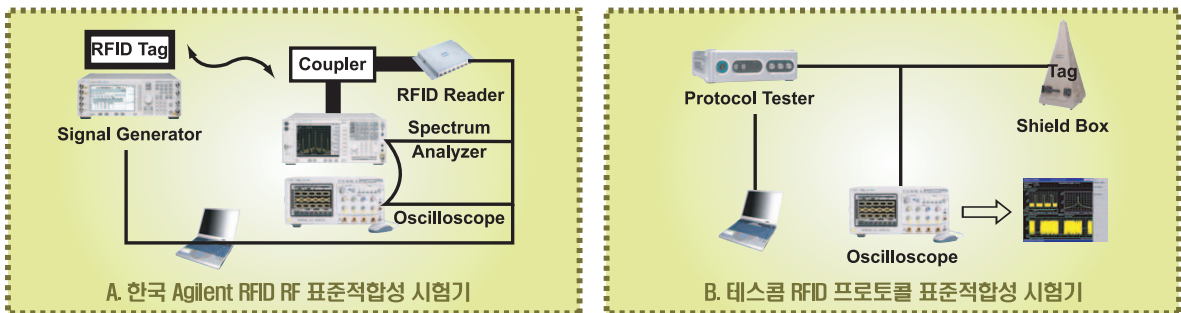 RFID Tag
Coupler
RFID Reader
Signal Generator
Spectrum
Analyzer
Oscilloscope
A. 한국 Agilent RFID RF 표준적합성 시험기
Protocol Tester
Tag
Shield Box
Oscilloscope
B. 테스콤 RFID 프로토콜 표준적합성 시험기